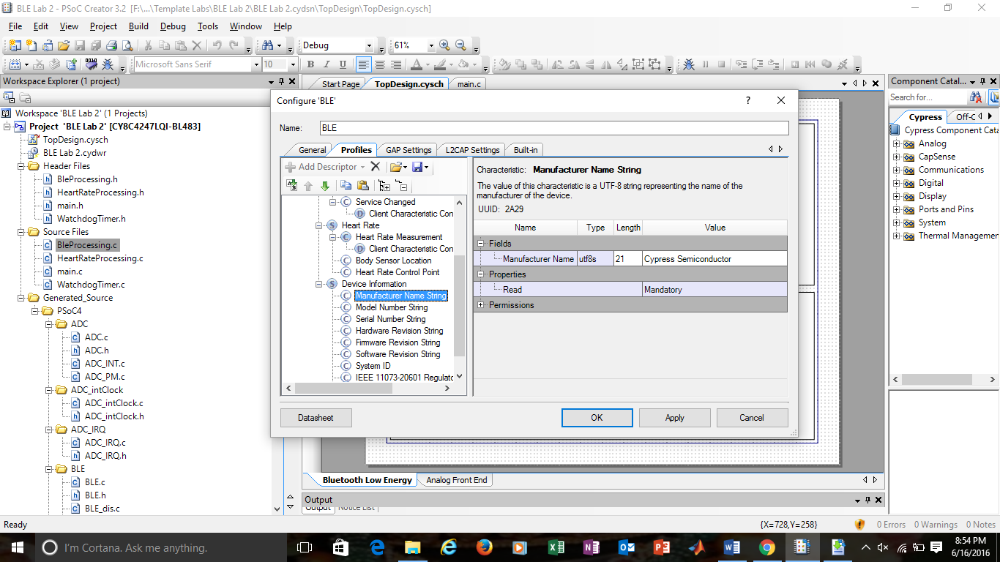 BLE Lab 2 - PSoC Creator 3.2 [F:\...\Template Labs\BLE Lab 2\BLE Lab 2.cydsn\TopDesign\TopDesign.cysch]
File Edit View Project Build Debug Tools Window Help
Debug 61%
Microsoft Sans Serif 10 B I U A
Workspace Explorer (1 project)
Workspace 'BLE Lab 2' (1 Projects)
Project 'BLE Lab 2' [CY8C4247LQI-BL483]
TopDesign.cysch
BLE Lab 2.cydwr
Header Files
BleProcessing.h
HeartRateProcessing.h
main.h
WatchdogTimer.h
Source Files
BleProcessing.c
HeartRateProcessing.c
main.c
WatchdogTimer.c
Generated_Source
PSoC4
ADC
ADC.c
ADC.h
ADC_INT.c
ADC_PM.c
ADC_intClock
ADC_intClock.c
ADC_intClock.h
ADC_IRQ
ADC_IRQ.c
ADC_IRQ.h
BLE
BLE.c
BLE.h
BLE_dis.c
Start Page TopDesign.cysch main.c
Configure 'BLE'
Name: BLE
General Profiles GAP Settings L2CAP Settings Built-in
Add Descriptor
Service Changed
Client Characteristic Con
Heart Rate
Heart Rate Measurement
Client Characteristic Con
Body Sensor Location
Heart Rate Control Point
Device Information
Manufacturer Name String
Model Number String
Serial Number String
Hardware Revision String
Firmware Revision String
Software Revision String
System ID
IEEE 11073-20601 Regulato
Characteristic: Manufacturer Name String
The value of this characteristic is a UTF-8 string representing the name of the
manufacturer of the device.
UUID: 2A29
Name Type Length Value
Fields
Manufacturer Name utf8s 21 Cypress Semiconductor
Properties
Read Mandatory
Permissions
Datasheet OK Apply Cancel
Bluetooth Low Energy Analog Front End
Output
Output Notice List
Component Catal...
Search for...
Cypress Off-C
Cypress Component Cata
Analog
CapSense
Communications
Digital
Display
Ports and Pins
System
Thermal Managemen
Ready {X=728,Y=258} 0 Errors 0 Warnings 0 Notes
I'm Cortana. Ask me anything.
8:54 PM
6/16/2016